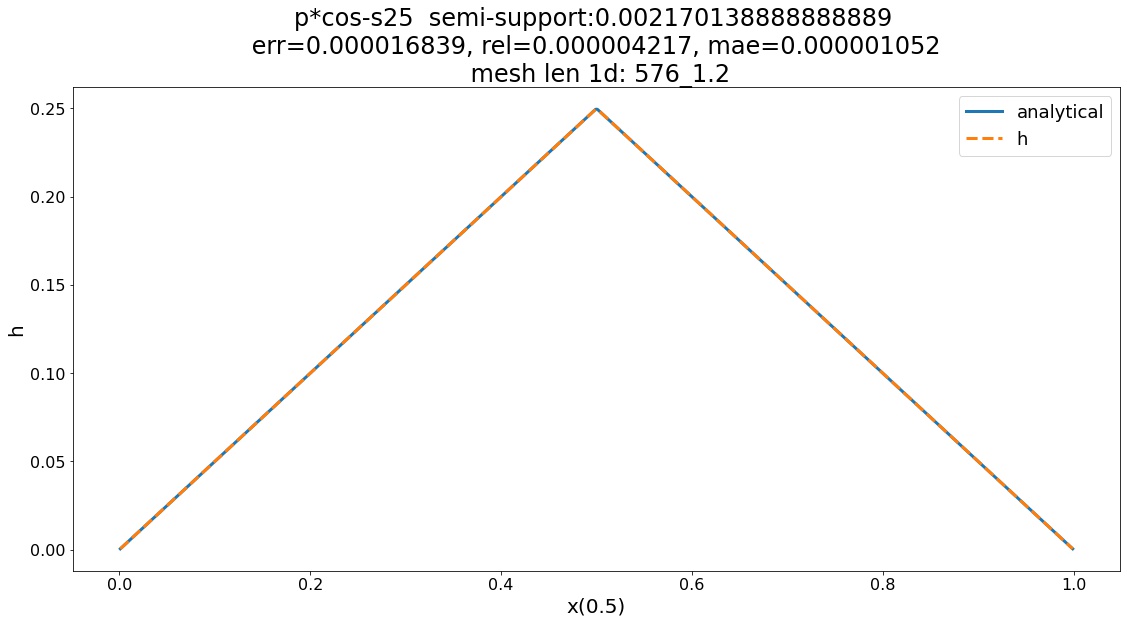 p*cos-s25  semi-support:0.002170138888888889
err=0.000016839, rel=0.000004217, mae=0.000001052
mesh len 1d: 576_1.2
analytical
h
0.25
0.20
0.15
0.10
0.05
0.00
h
0.0
0.2
0.4
0.6
0.8
1.0
x(0.5)